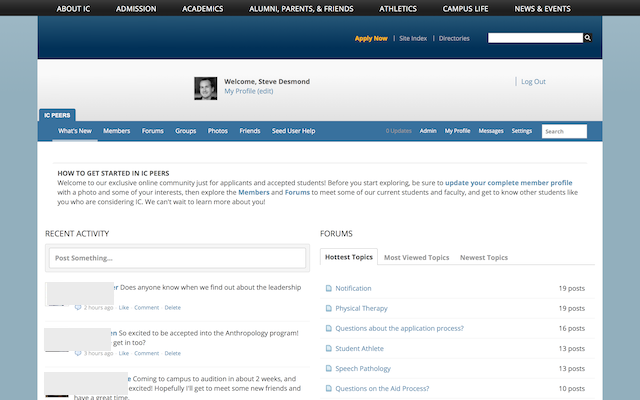 ABOUT IC ADMISSION ACADEMICS ALUMNI, PARENTS, & FRIENDS ATHLETICS CAMPUS LIFE NEWS & EVENTS
Apply Now | Site Index | Directories
Welcome, Steve Desmond
My Profile (edit)
Log Out
IC PEERS
What's New Members Forums Groups Photos Friends Seed User Help 0 Updates Admin My Profile Messages Settings Search
HOW TO GET STARTED IN IC PEERS
Welcome to our exclusive online community just for applicants and accepted students! Before you start exploring, be sure to update your complete member profile
with a photo and some of your interests, then explore the Members and Forums to meet some of our current students and faculty, and get to know other students like
you who are considering IC. We can't wait to learn more about you!
RECENT ACTIVITY
Post Something...
er Does anyone know when we find out about the leadership
2 hours ago Like Comment Delete
en So excited to be accepted into the Anthropology program!
get in too?
3 hours ago Like Comment Delete
e Coming to campus to audition in about 2 weeks, and
excited! Hopefully I'll get to meet some new friends and
have a great time.
FORUMS
Hottest Topics Most Viewed Topics Newest Topics
Notification 19 posts
Physical Therapy 19 posts
Questions about the application process? 16 posts
Student Athlete 13 posts
Speech Pathology 13 posts
Questions on the Aid Process? 10 posts